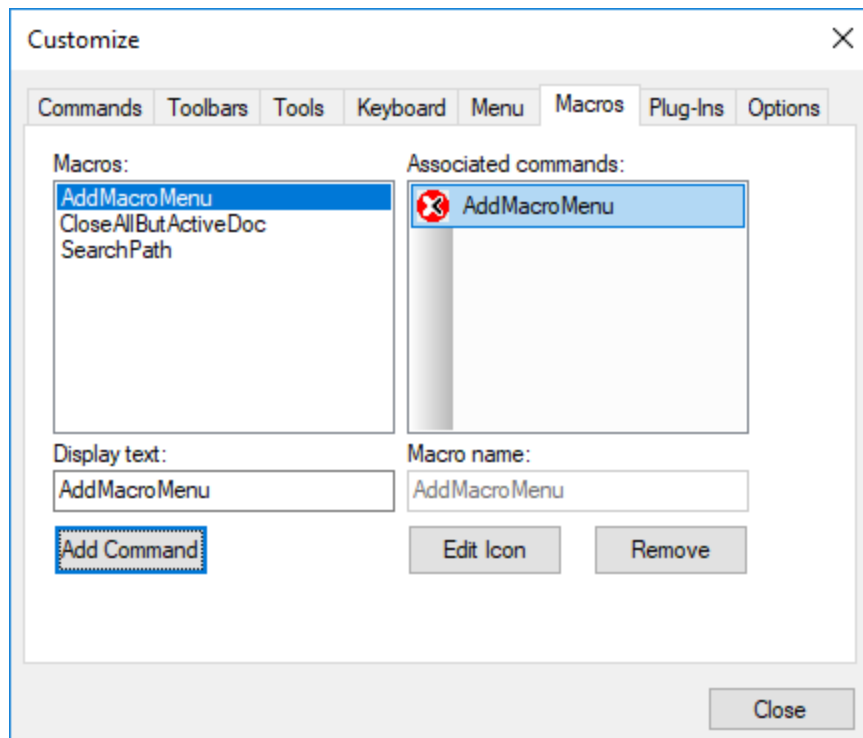 Customize
Commands Toolbars Tools Keyboard Menu Macros Plug-Ins Options
Macros: Associated commands:
AddMacroMenu AddMacroMenu
CloseAllButActiveDoc
SearchPath
Display text: Macro name:
AddMacroMenu AddMacroMenu
Add Command Edit Icon Remove
Close